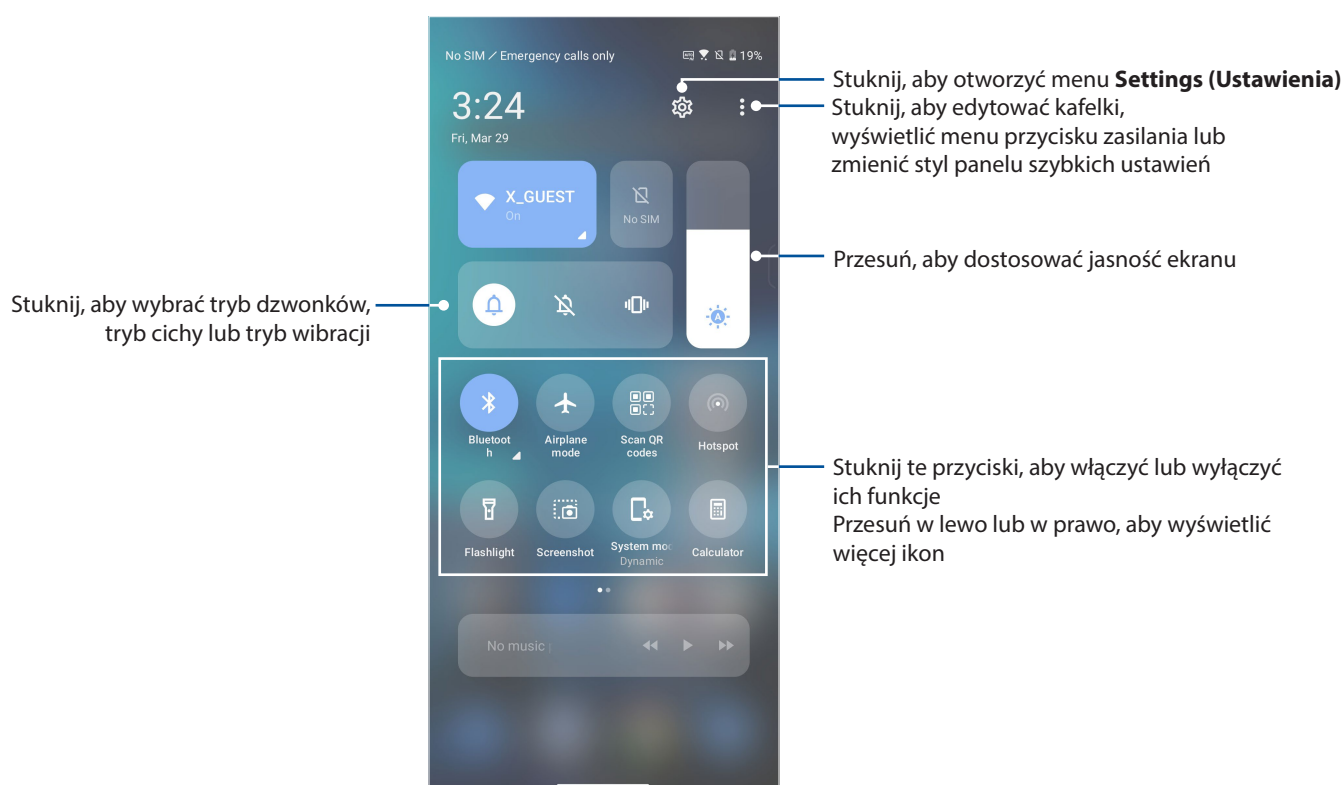 No SIM ∕ Emergency calls only
19%
Stuknij, aby otworzyć menu Settings (Ustawienia)
3:24
Fri, Mar 29
Stuknij, aby edytować kafelki,
wyświetlić menu przycisku zasilania lub
zmienić styl panelu szybkich ustawień
X_GUEST
On
No SIM
Przesuń, aby dostosować jasność ekranu
A
Stuknij, aby wybrać tryb dzwonków,
tryb cichy lub tryb wibracji
Bluetoot
h
Airplane
mode
Scan QR
codes
Hotspot
Stuknij te przyciski, aby włączyć lub wyłączyć
ich funkcje
Przesuń w lewo lub w prawo, aby wyświetlić
więcej ikon
Flashlight
Screenshot
System mo
Dynamic
Calculator
No music